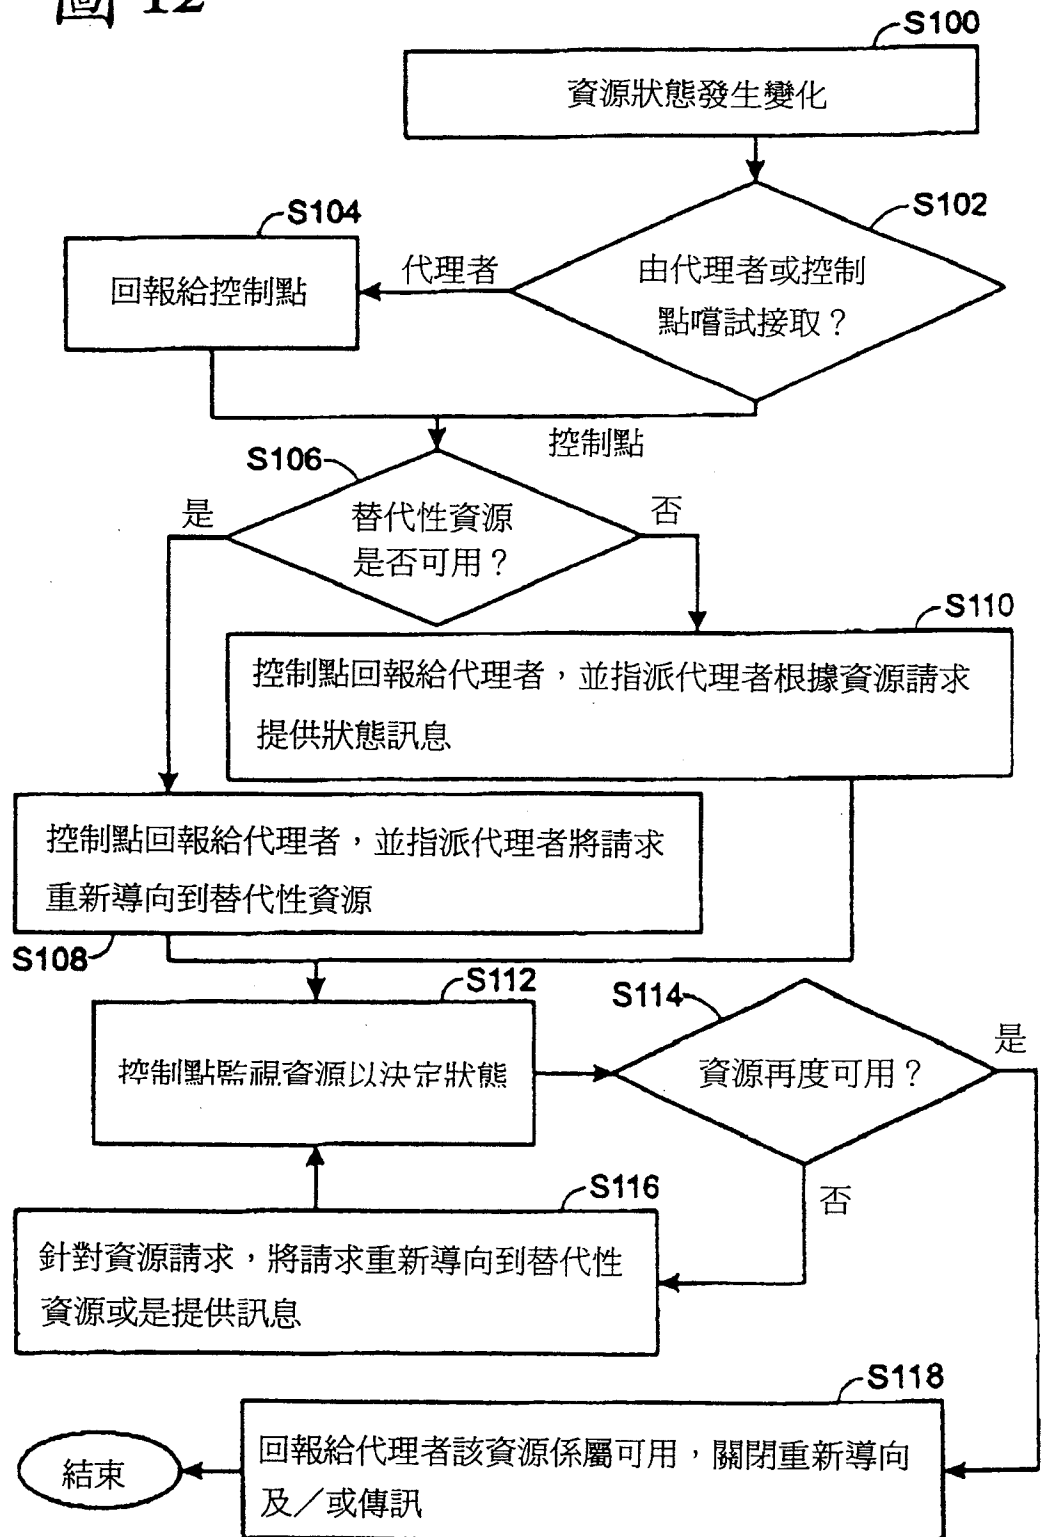 圖 12
S100
資源狀態發生變化
S102
由代理者或控制
點嚐試接取？
代理者
S104
回報給控制點
控制點
S106
替代性資源
是否可用？
是
否
S110
控制點回報給代理者，並指派代理者根據資源請求
提供狀態訊息
控制點回報給代理者，並指派代理者將請求
重新導向到替代性資源
S108
S112
控制點監視資源以決定狀態
S114
資源再度可用？
是
否
S116
針對資源請求，將請求重新導向到替代性
資源或是提供訊息
S118
回報給代理者該資源係屬可用，關閉重新導向
及／或傳訊
結束